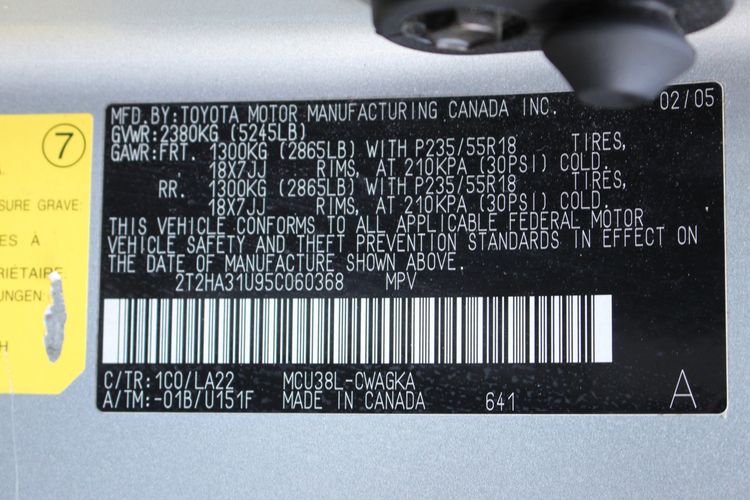 MFD.BY:TOYOTA MOTOR MANUFACTURING CANADA INC. 02/05
GVWR:2380KG (5245LB)
GAWR:FRT. 1300KG (2865LB) WITH P235/55R18 TIRES,
18X7JJ RIMS, AT 210KPA (30PSI) COLD.
RR. 1300KG (2865LB) WITH P235/55R18 TIRES,
18X7JJ RIMS, AT 210KPA (30PSI) COLD.
THIS VEHICLE CONFORMS TO ALL APPLICABLE FEDERAL MOTOR
VEHICLE SAFETY AND THEFT PREVENTION STANDARDS IN EFFECT ON
THE DATE OF MANUFACTURE SHOWN ABOVE.
2T2HA31U95C060368 MPV
C/TR:1C0/LA22 MCU38L-CWAGKA
A/TM:-01B/U151F MADE IN CANADA 641 A
7
SURE GRAVE
ES À
RIÉTAIRE.
UNGEN:
H